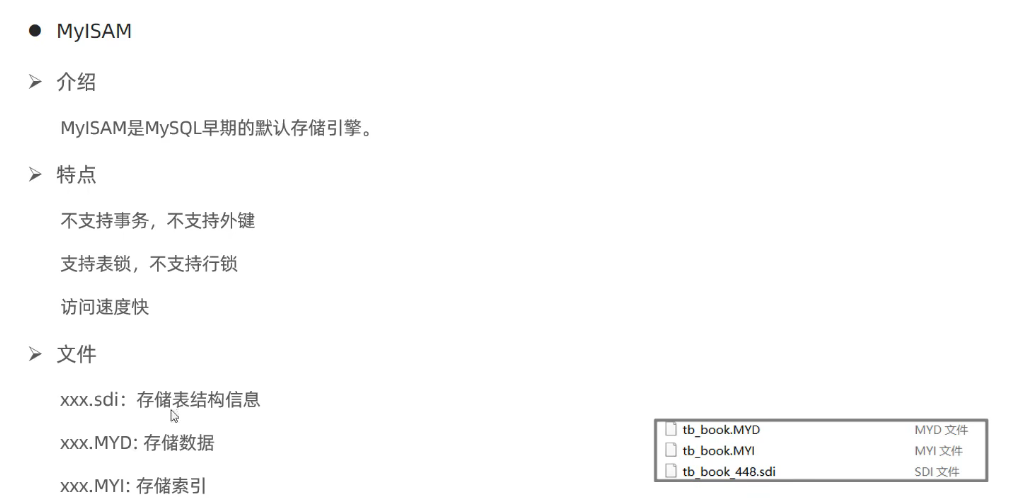 MyISAM
介绍
MyISAM是MySQL早期的默认存储引擎。
特点
不支持事务，不支持外键
支持表锁，不支持行锁
访问速度快
文件
xxx.sdi：存储表结构信息
xxx.MYD: 存储数据
xxx.MYI: 存储索引
tb_book.MYD MYD 文件
tb_book.MYI MYI 文件
tb_book_448.sdi SDI 文件